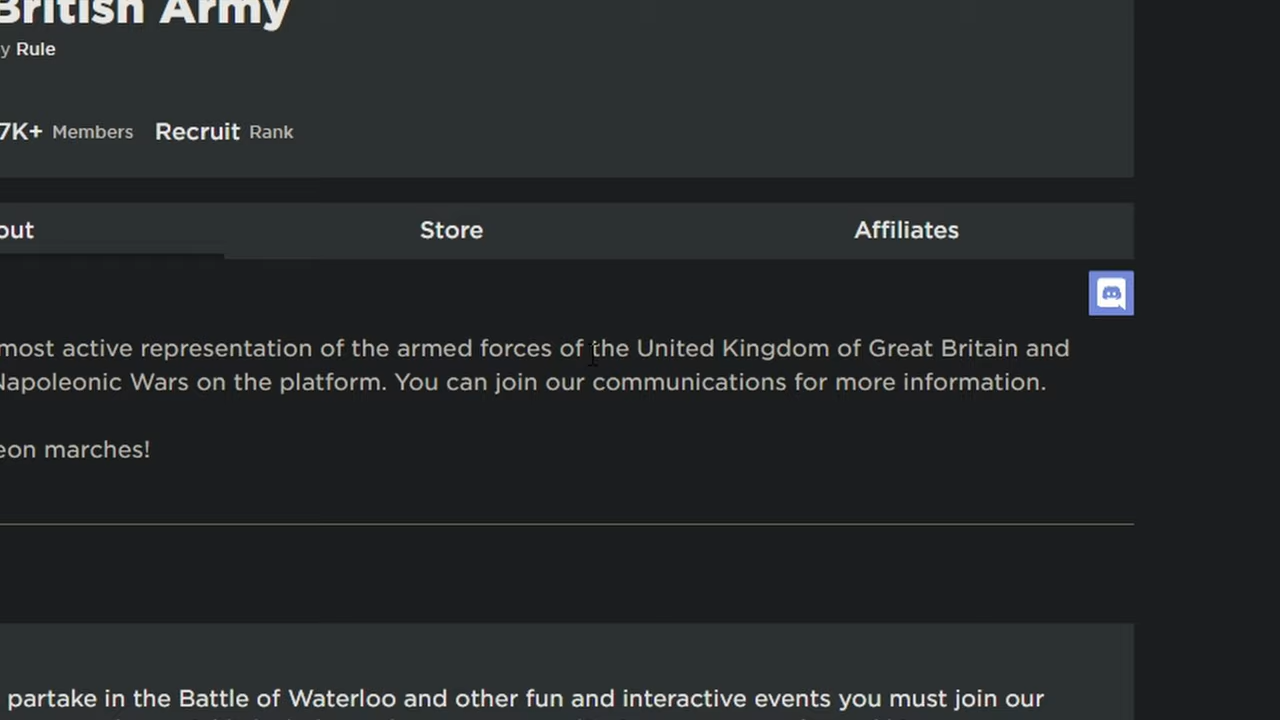 British Army
y Rule
7K+ Members Recruit Rank
out Store Affiliates
most active representation of the armed forces of the United Kingdom of Great Britain and
Napoleonic Wars on the platform. You can join our communications for more information.
eon marches!
partake in the Battle of Waterloo and other fun and interactive events you must join our